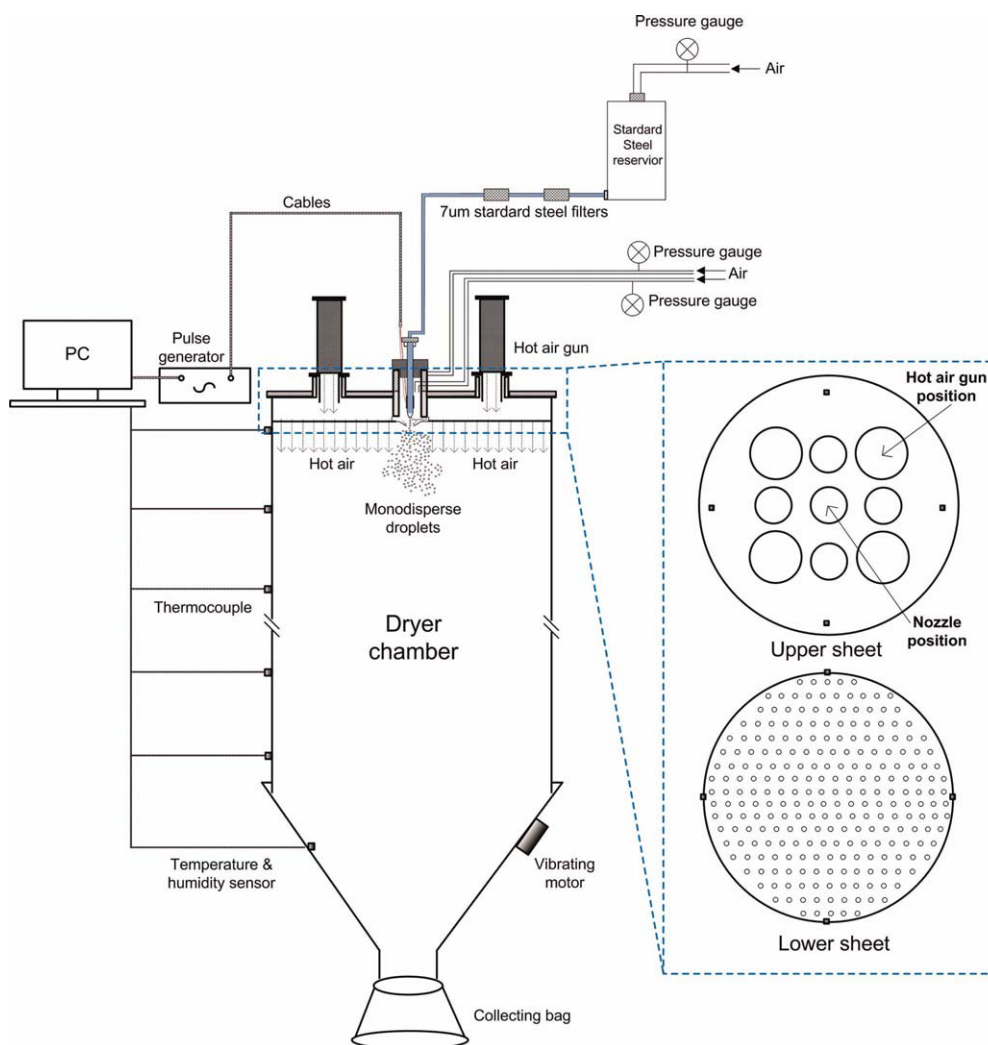 Pressure gauge
Air
Stardard
Steel
reservior
Cables
7um stardard steel filters
Pressure gauge
Air
Pressure gauge
PC
Pulse
generator
Hot air gun
Hot air gun
position
Hot air
Hot air
Monodisperse
droplets
Thermocouple
Dryer
chamber
Nozzle
position
Upper sheet
Temperature &
humidity sensor
Vibrating
motor
Lower sheet
Collecting bag